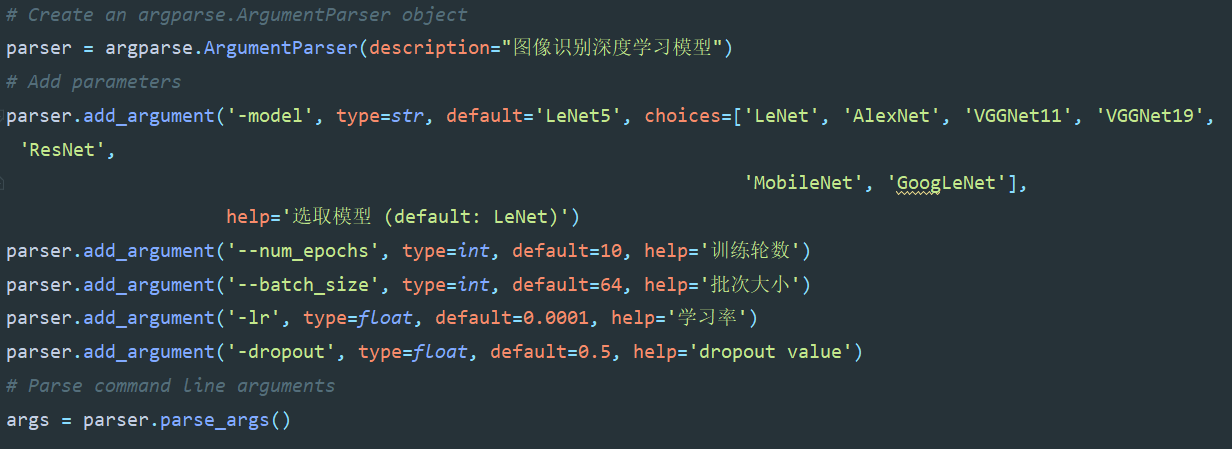 # Create an argparse.ArgumentParser object
parser = argparse.ArgumentParser(description="图像识别深度学习模型")
# Add parameters
parser.add_argument('-model', type=str, default='LeNet5', choices=['LeNet', 'AlexNet', 'VGGNet11', 'VGGNet19',
'ResNet',
'MobileNet', 'GoogLeNet'],
help='选取模型 (default: LeNet)')
parser.add_argument('--num_epochs', type=int, default=10, help='训练轮数')
parser.add_argument('--batch_size', type=int, default=64, help='批次大小')
parser.add_argument('-lr', type=float, default=0.0001, help='学习率')
parser.add_argument('-dropout', type=float, default=0.5, help='dropout value')
# Parse command line arguments
args = parser.parse_args()